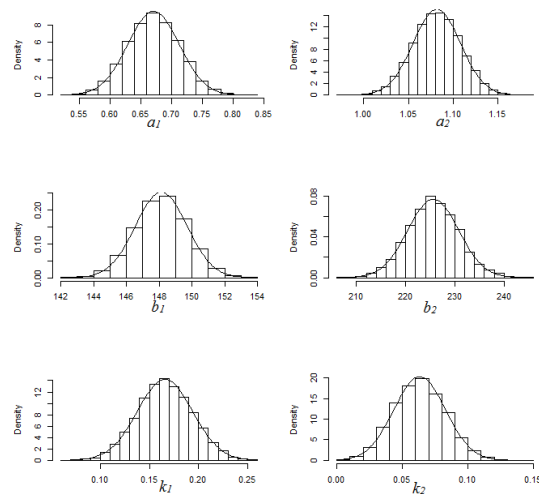 Density
0 2 4 6 8
0.55 0.60 0.65 0.70 0.75 0.80 0.85
a1
Density
0 2 4 6 10
1.00 1.05 1.10 1.15
a2
Density
0.00 0.10 0.20
142 144 146 148 150 152 154
b1
Density
0.00 0.04 0.08
210 220 230 240
b2
Density
0 2 4 6 8 12
0.10 0.15 0.20 0.25
k1
Density
0 5 10 15 20
0.00 0.05 0.10 0.15
k2